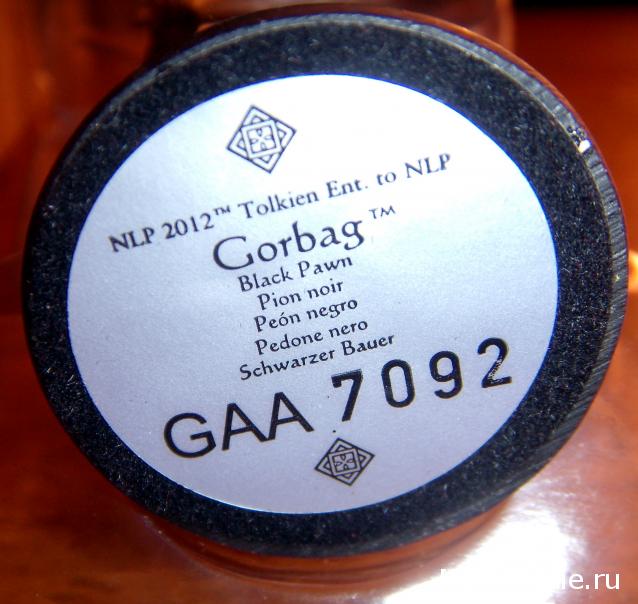 NLP 2012™ Tolkien Ent. to NLP
Gorbag™
Black Pawn
Pion noir
Peón negro
Pedone nero
Schwarzer Bauer
GAA 7092